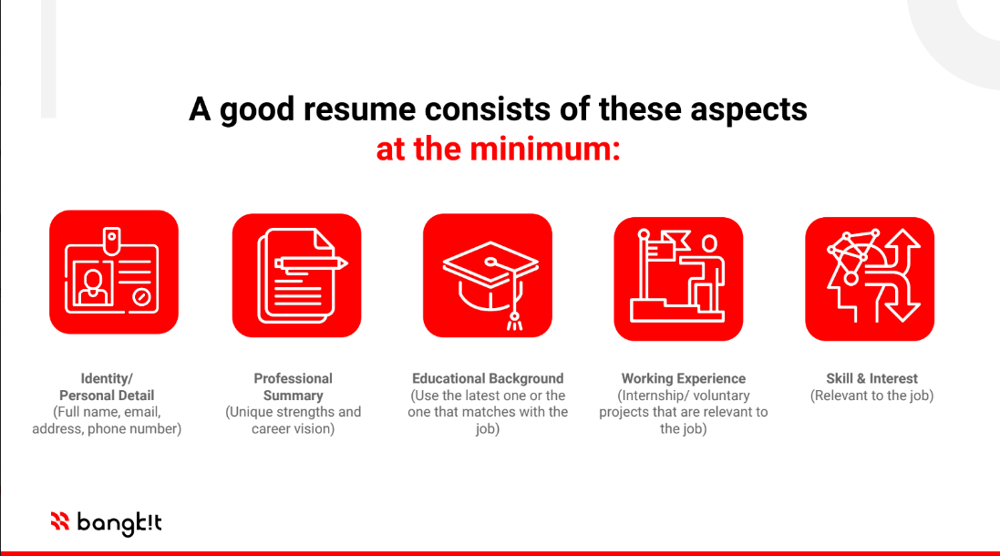 A good resume consists of these aspects
at the minimum:
Identity/
Personal Detail
(Full name, email,
address, phone number)
Professional
Summary
(Unique strengths and
career vision)
Educational Background
(Use the latest one or the
one that matches with the
job)
Working Experience
(Internship/ voluntary
projects that are relevant to
the job)
Skill & Interest
(Relevant to the job)
bangk!t